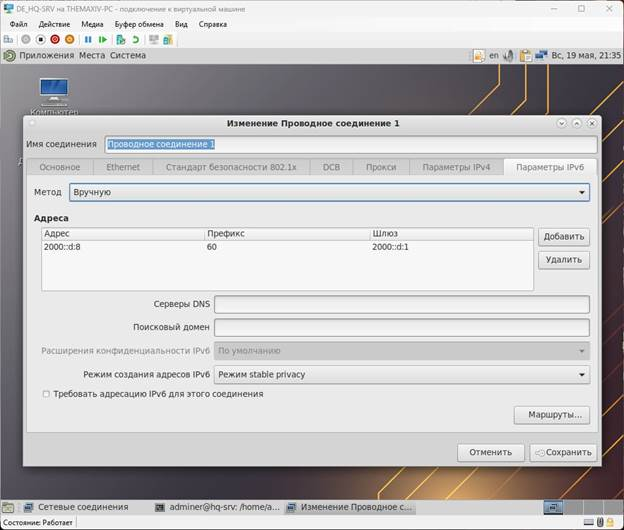 DE_HQ-SRV на THEMAXIV-PC - подключение к виртуальной машине
Файл Действие Медиа Буфер обмена Вид Справка
Приложения Места Система en Вс, 19 мая, 21:35
Компьютер
Изменение Проводное соединение 1
Имя соединения Проводное соединение 1
Основное Ethernet Стандарт безопасности 802.1x DCB Прокси Параметры IPv4 Параметры IPv6
Метод Вручную
Адреса
Адрес Префикс Шлюз Добавить
2000::d:8 60 2000::d:1
Удалить
Серверы DNS
Поисковый домен
Расширения конфиденциальности IPv6 По умолчанию
Режим создания адресов IPv6 Режим stable privacy
Требовать адресацию IPv6 для этого соединения
Маршруты...
Отменить Сохранить
Сетевые соединения adminer@hq-srv: /home/a... Изменение Проводное с...
Состояние: Работает